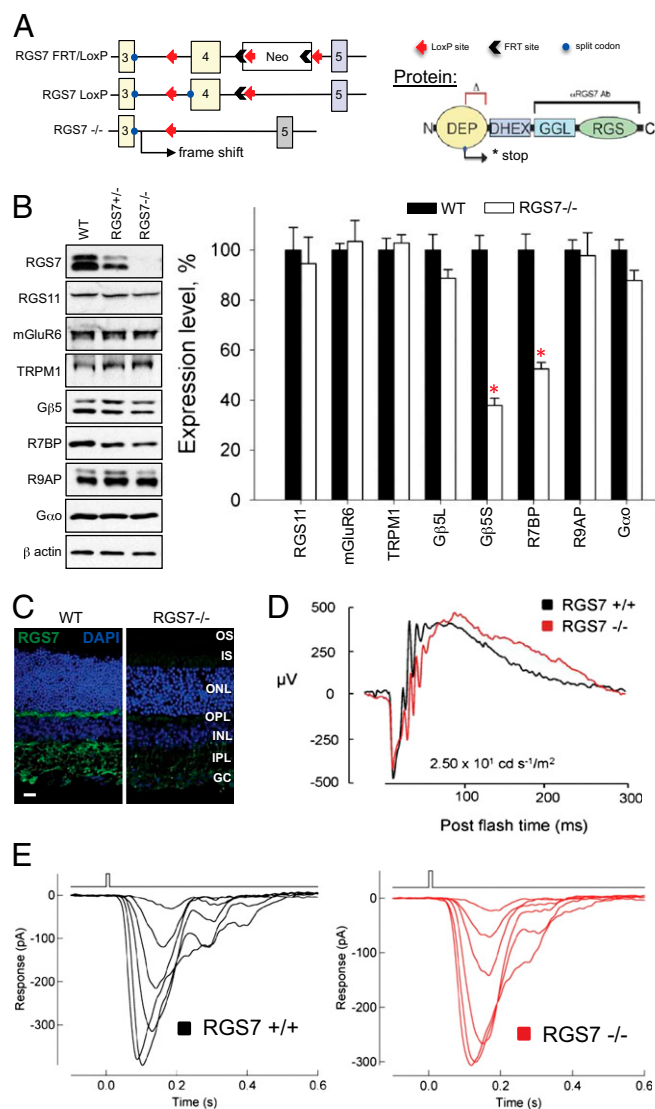 A
RGS7 FRT/LoxP 3 4 Neo 5
RGS7 LoxP 3 4 5
RGS7 -/- 3 5
frame shift
LoxP site FRT site split codon
Protein:
Δ αRGS7 Ab
N DEP DHEX GGL RGS C
* stop
B
WT RGS7+/- RGS7-/-
RGS7
RGS11
mGluR6
TRPM1
Gβ5
R7BP
R9AP
Gαo
β actin
WT RGS7-/-
Expression level, %
100
80
60
40
20
0
* *
RGS11 mGluR6 TRPM1 Gβ5L Gβ5S R7BP R9AP Gαo
C
WT RGS7-/-
RGS7 DAPI
OS
IS
ONL
OPL
INL
IPL
GC
D
RGS7 +/+
RGS7 -/-
500
250
μV
0
-250
-500
2.50 x 10¹ cd s⁻¹/m²
100 200 300
Post flash time (ms)
E
Response (pA)
0
-100
-200
-300
RGS7 +/+
0.0 0.2 0.4 0.6
Time (s)
Response (pA)
0
-100
-200
-300
RGS7 -/-
0.0 0.2 0.4 0.6
Time (s)